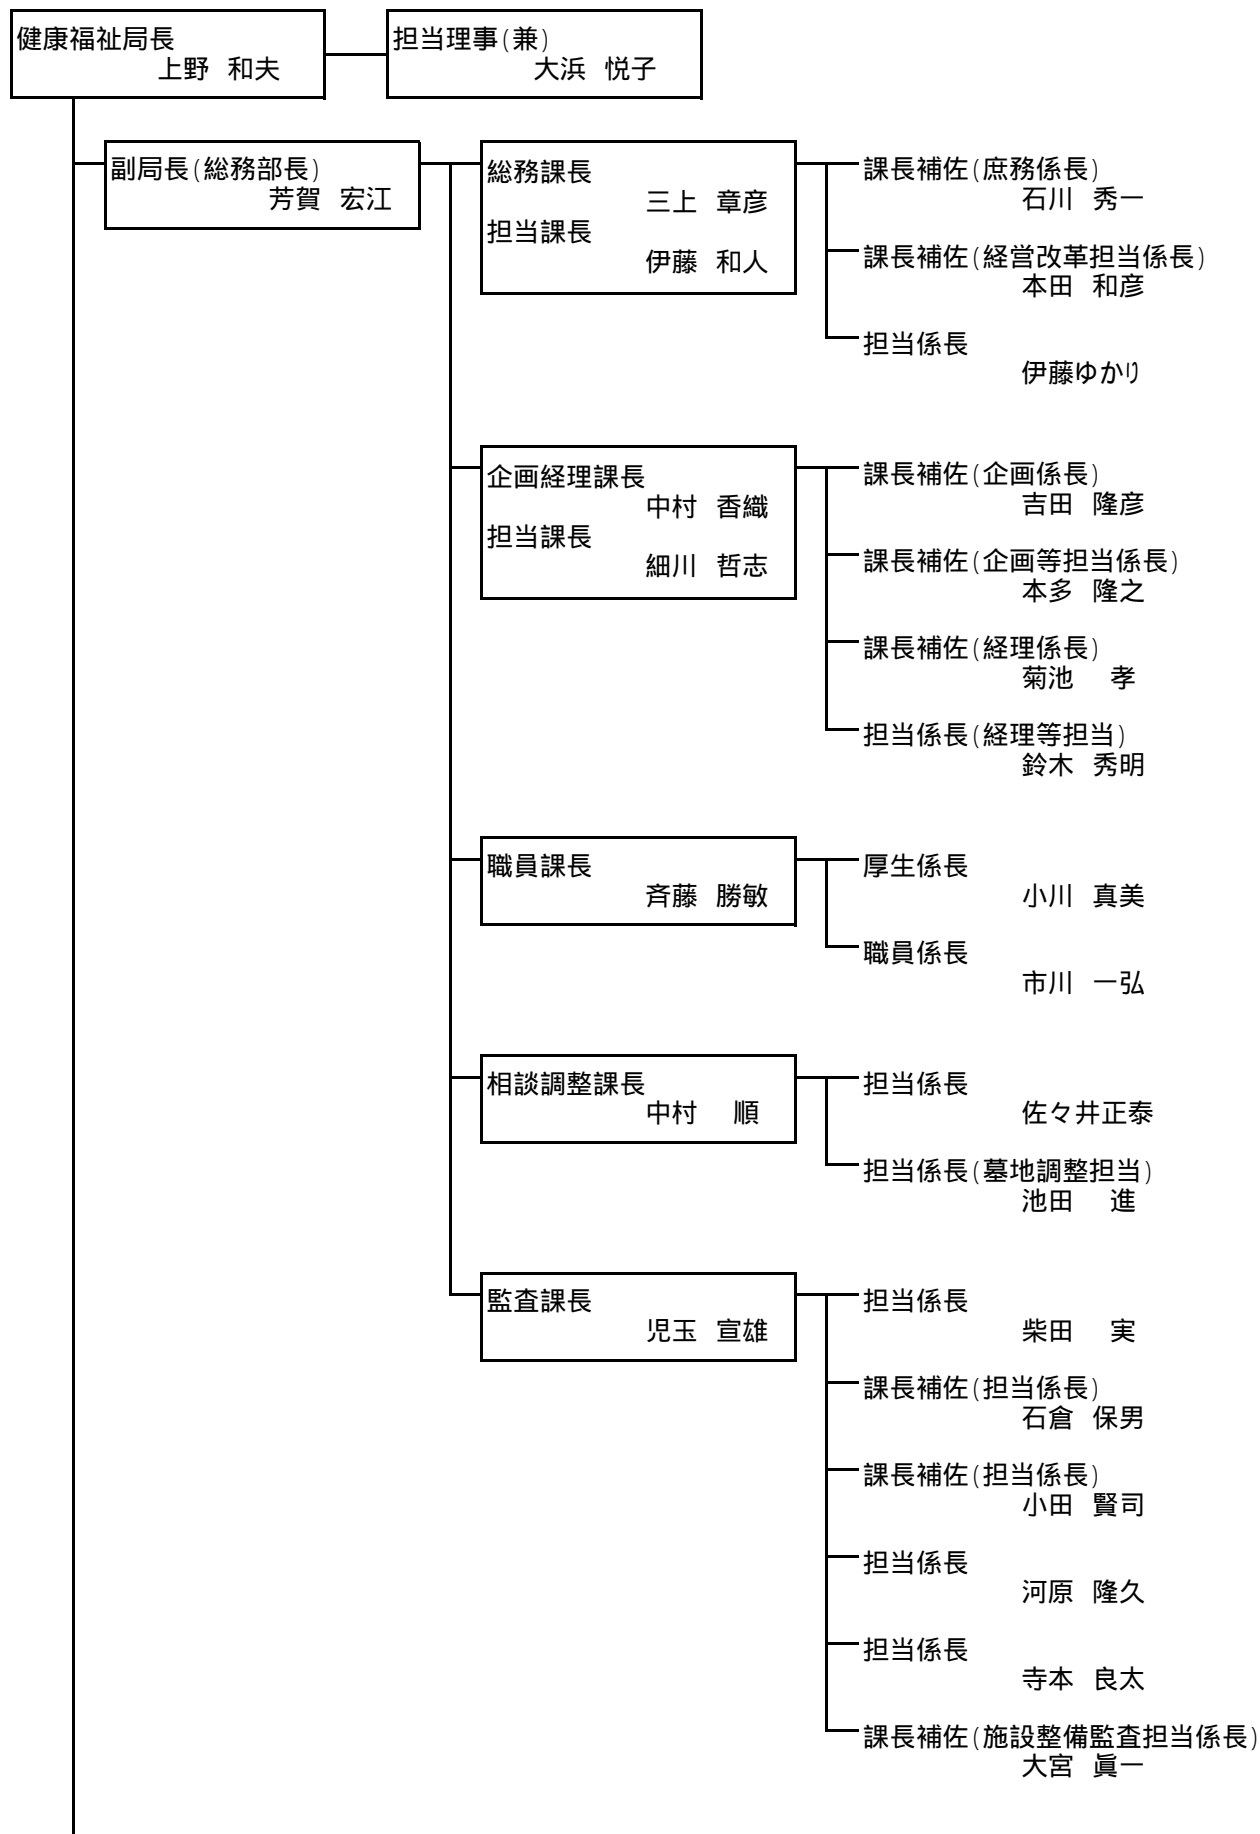 健康福祉局長
上野 和夫
担当理事(兼)
大浜 悦子
副局長(総務部長)
芳賀 宏江
総務課長
三上 章彦
担当課長
伊藤 和人
課長補佐(庶務係長)
石川 秀一
課長補佐(経営改革担当係長)
本田 和彦
担当係長
伊藤ゆかり
企画経理課長
中村 香織
担当課長
細川 哲志
課長補佐(企画係長)
吉田 隆彦
課長補佐(企画等担当係長)
本多 隆之
課長補佐(経理係長)
菊池 孝
担当係長(経理等担当)
鈴木 秀明
職員課長
斉藤 勝敏
厚生係長
小川 真美
職員係長
市川 一弘
相談調整課長
中村 順
担当係長
佐々井正泰
担当係長(墓地調整担当)
池田 進
監査課長
児玉 宣雄
担当係長
柴田 実
課長補佐(担当係長)
石倉 保男
課長補佐(担当係長)
小田 賢司
担当係長
河原 隆久
担当係長
寺本 良太
課長補佐(施設整備監査担当係長)
大宮 眞一